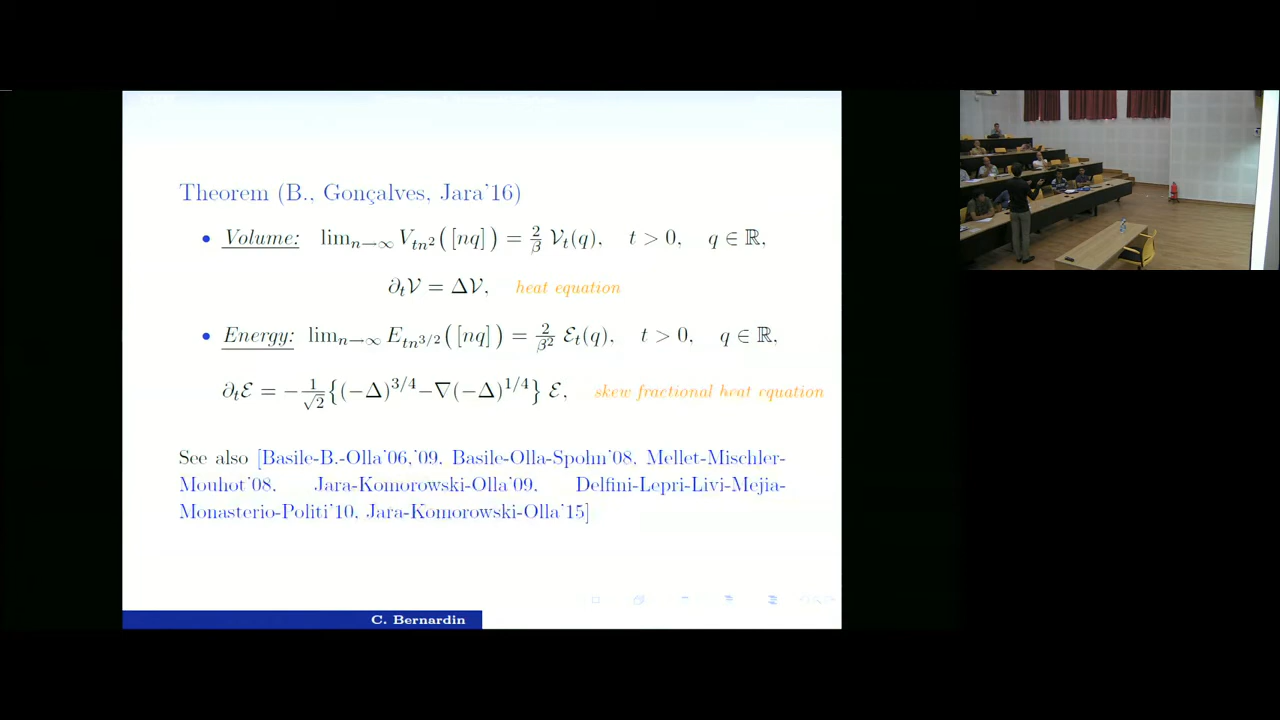 Theorem (B., Gonçalves, Jara'16)
• Volume: lim_{n→∞} V_{tn^2}([nq]) = 2/β 𝒱_t(q), t > 0, q ∈ ℝ,
∂_t𝒱 = Δ𝒱, heat equation
• Energy: lim_{n→∞} E_{tn^{3/2}}([nq]) = 2/β^2 ℰ_t(q), t > 0, q ∈ ℝ,
∂_tℰ = −1/√2 {(−Δ)^{3/4} − ∇(−Δ)^{1/4}} ℰ, skew fractional heat equation
See also [Basile-B.-Olla'06,'09, Basile-Olla-Spohn'08, Mellet-Mischler-
Mouhot'08, Jara-Komorowski-Olla'09, Delfini-Lepri-Livi-Mejia-
Monasterio-Politi'10, Jara-Komorowski-Olla'15]
C. Bernardin